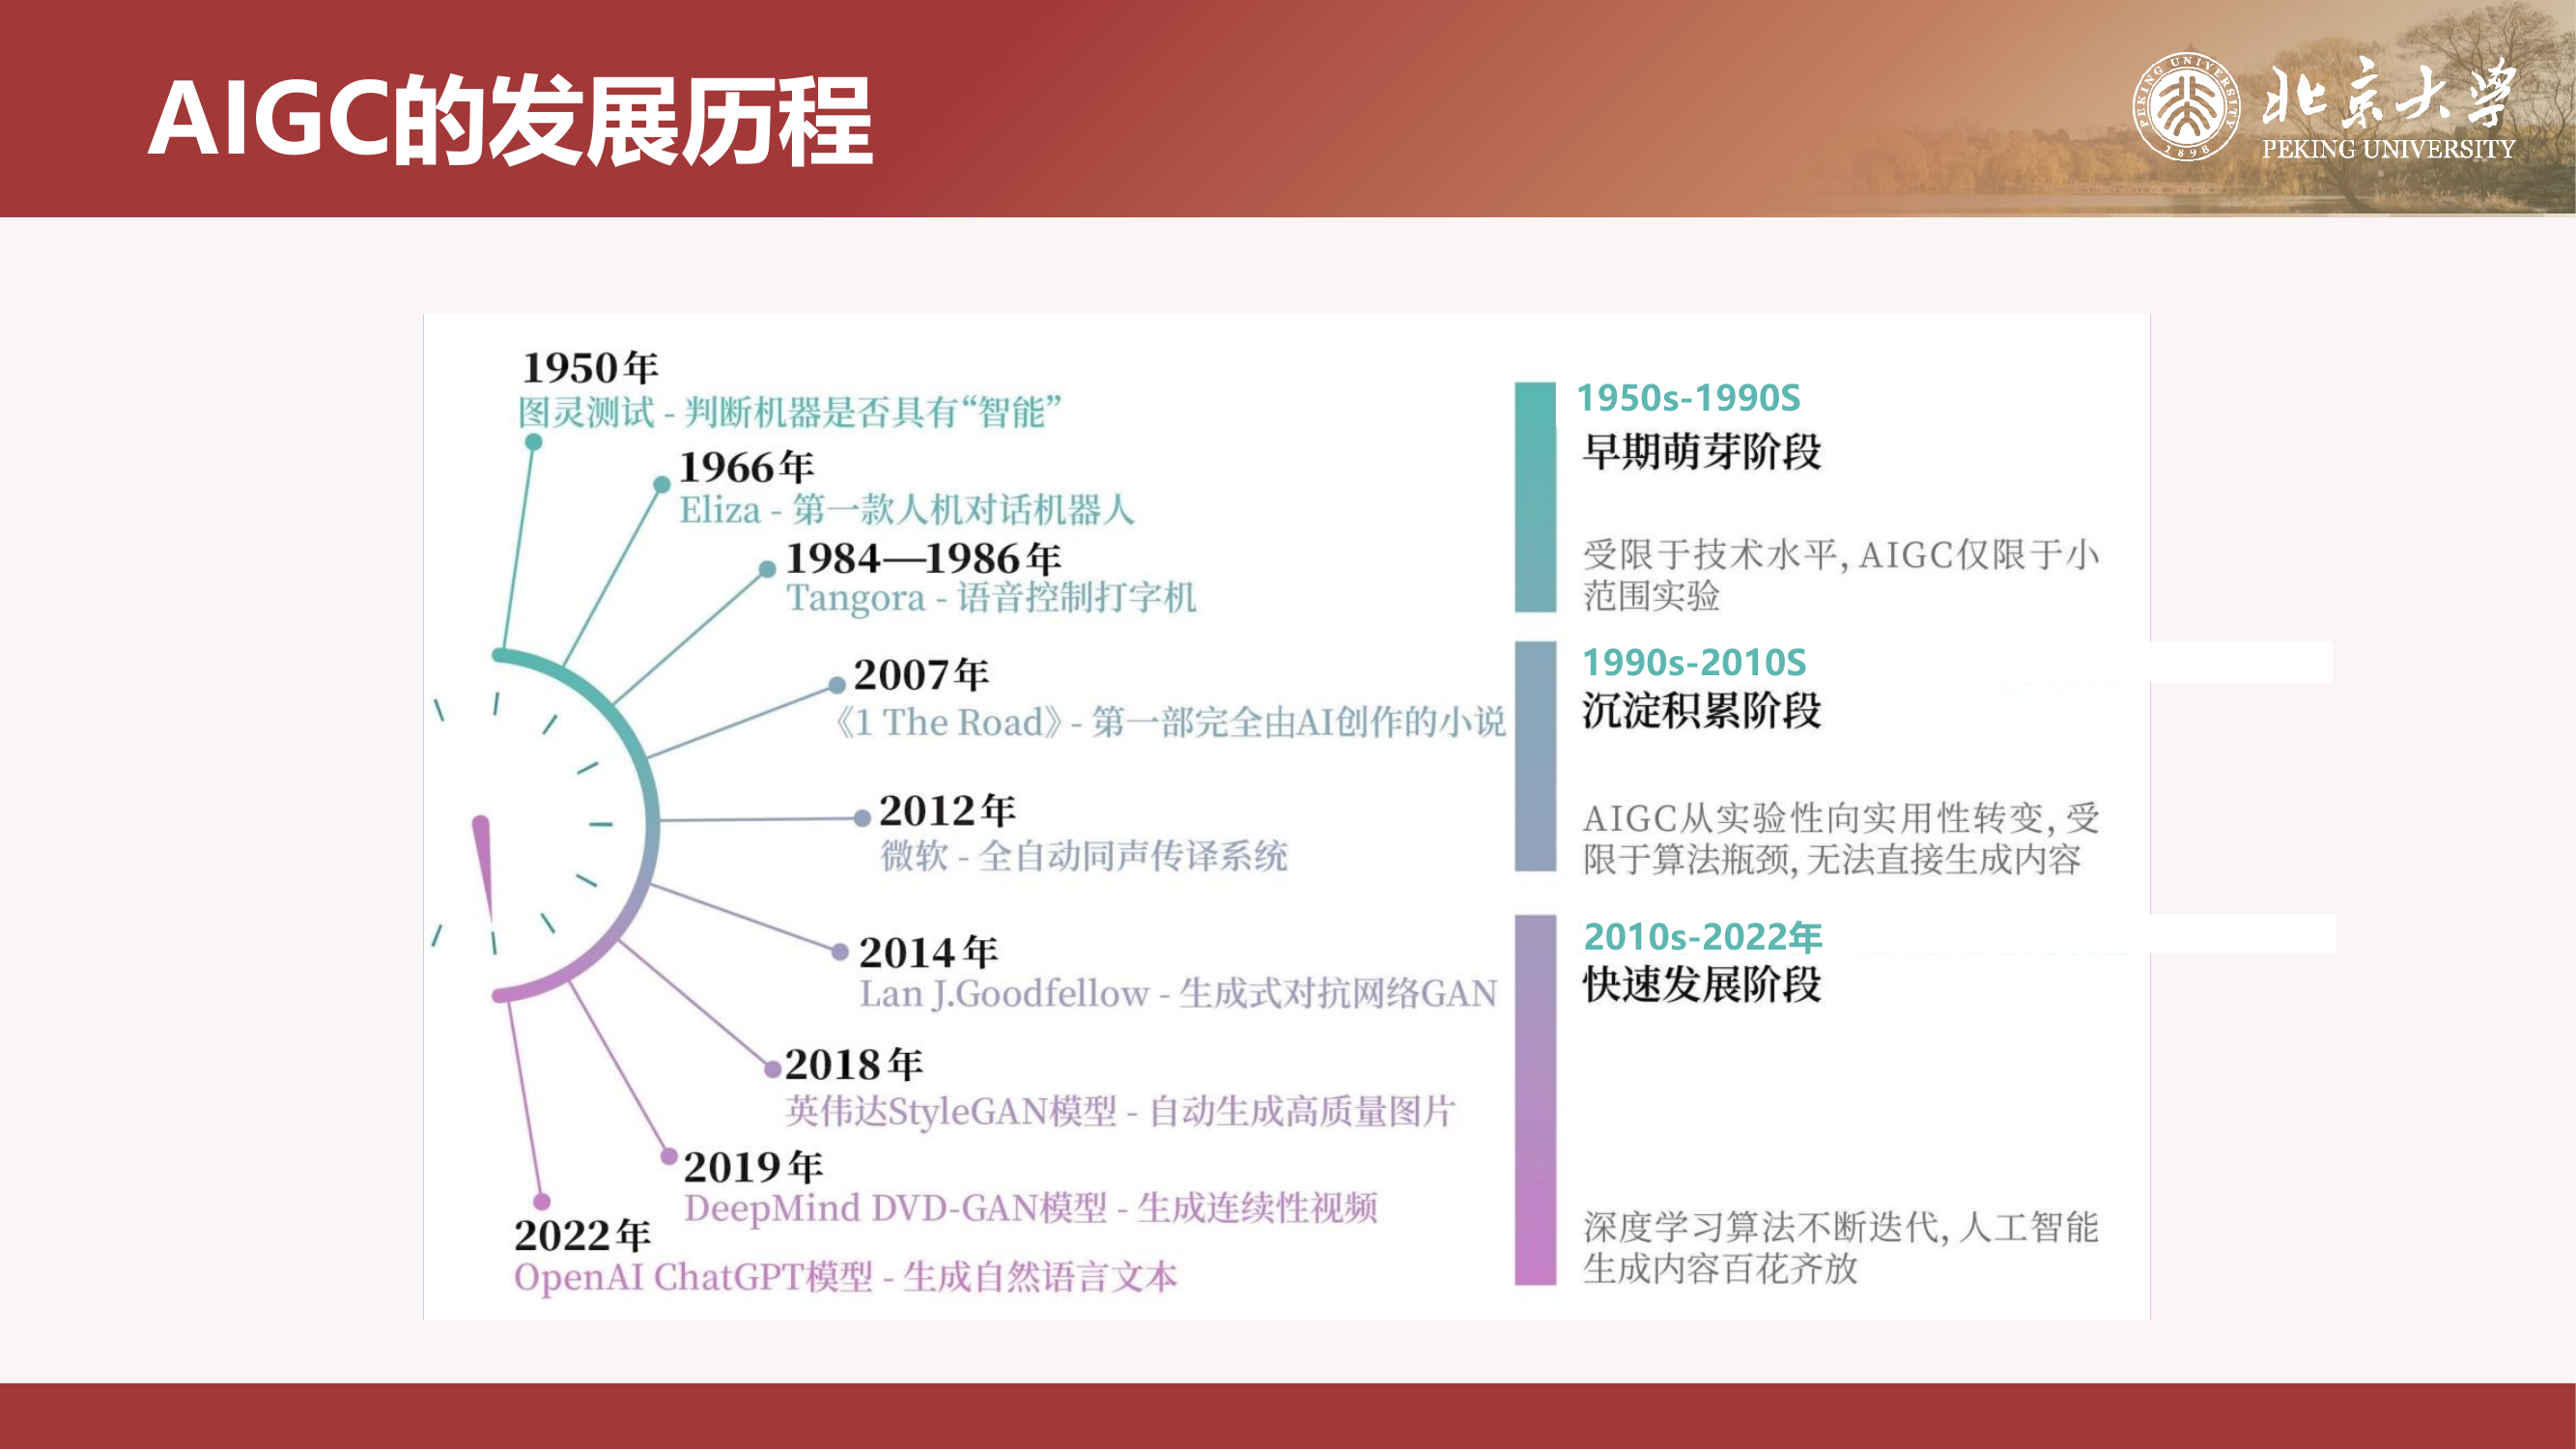 AIGC的发展历程
PEKING UNIVERSITY
1898
北京大学
PEKING UNIVERSITY
1950年
图灵测试 - 判断机器是否具有“智能”
1966年
Eliza - 第一款人机对话机器人
1984—1986年
Tangora - 语音控制打字机
2007年
《1 The Road》- 第一部完全由AI创作的小说
2012年
微软 - 全自动同声传译系统
2014年
Lan J.Goodfellow - 生成式对抗网络GAN
2018年
英伟达StyleGAN模型 - 自动生成高质量图片
2019年
DeepMind DVD-GAN模型 - 生成连续性视频
2022年
OpenAI ChatGPT模型 - 生成自然语言文本
1950s-1990S
早期萌芽阶段
受限于技术水平, AIGC仅限于小
范围实验
1990s-2010S
沉淀积累阶段
AIGC从实验性向实用性转变, 受
限于算法瓶颈, 无法直接生成内容
2010s-2022年
快速发展阶段
深度学习算法不断迭代, 人工智能
生成内容百花齐放